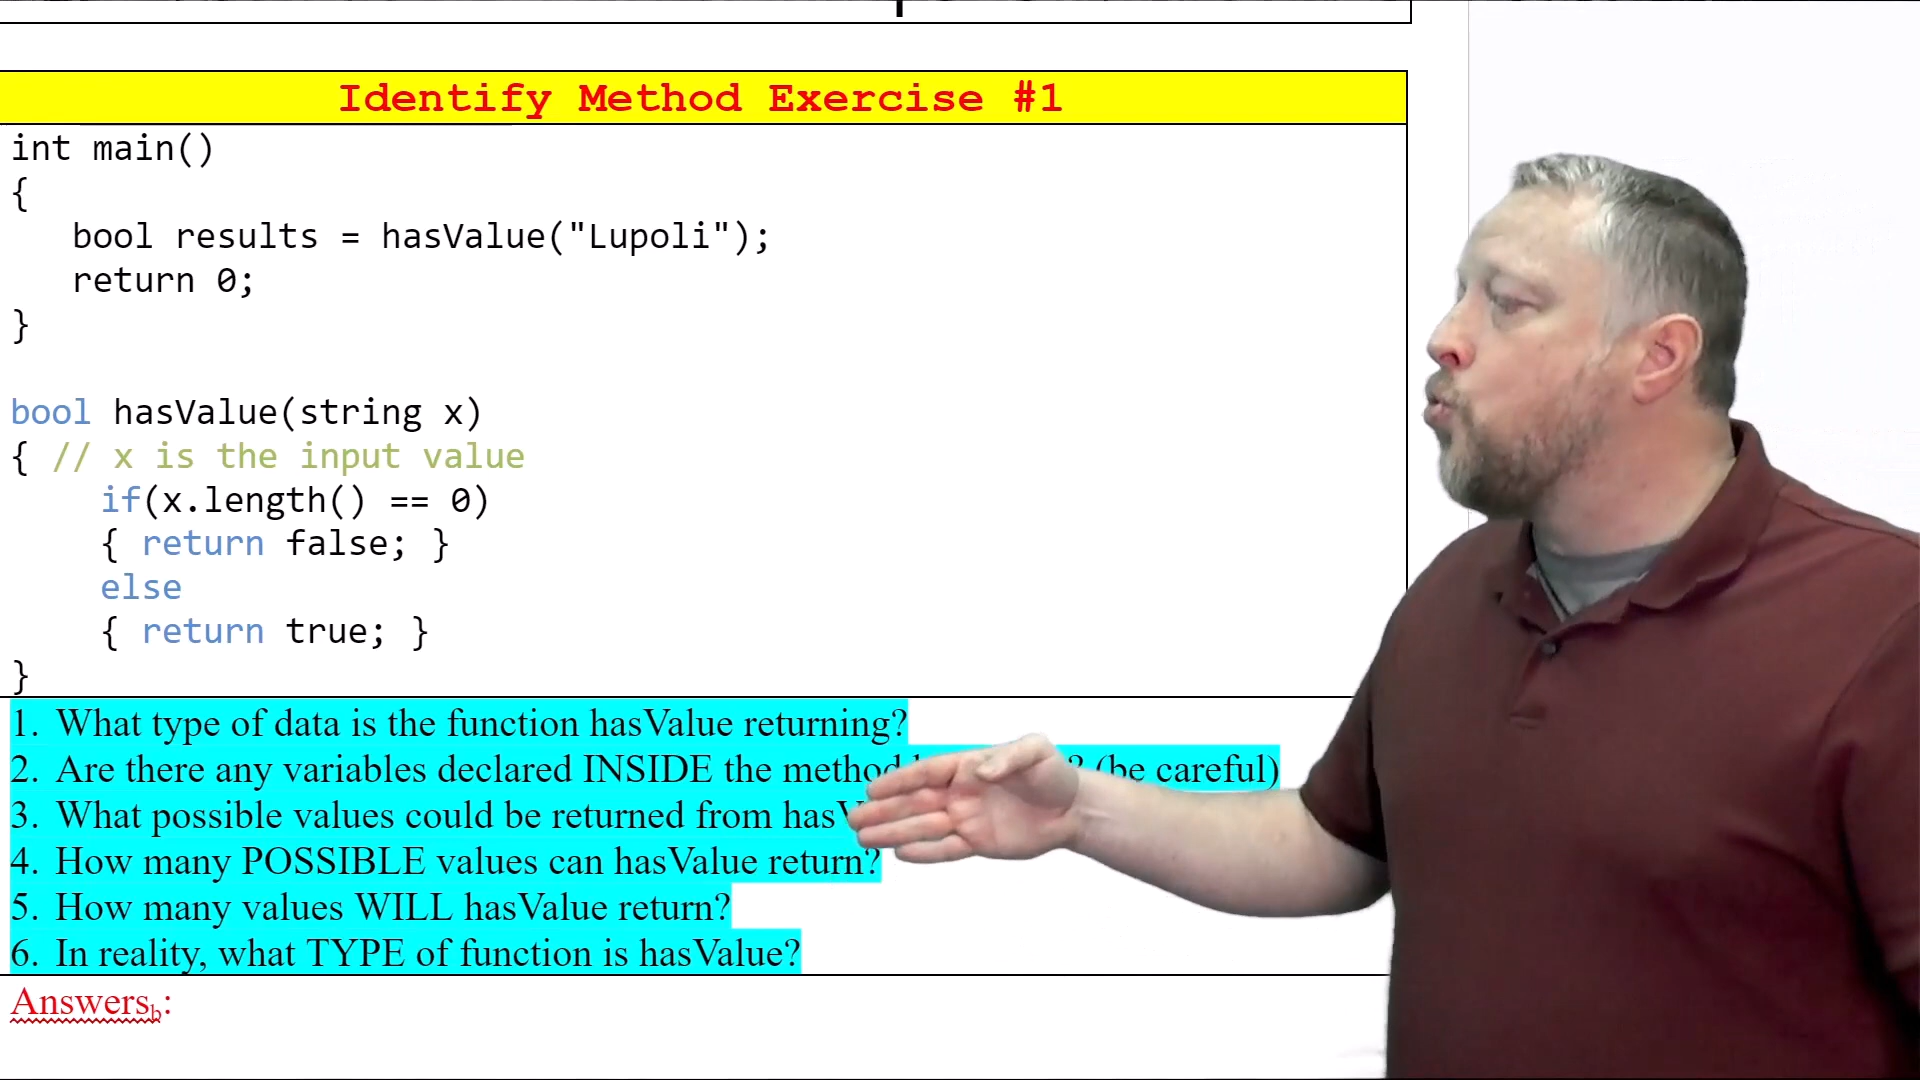 Identify Method Exercise #1
int main()
{
bool results = hasValue("Lupoli");
return 0;
}
bool hasValue(string x)
{ // x is the input value
if(x.length() == 0)
{ return false; }
else
{ return true; }
}
1. What type of data is the function hasValue returning?
2. Are there any variables declared INSIDE the method ? (be careful)
3. What possible values could be returned from
4. How many POSSIBLE values can hasValue return?
5. How many values WILL hasValue return?
6. In reality, what TYPE of function is hasValue?
Answersb: